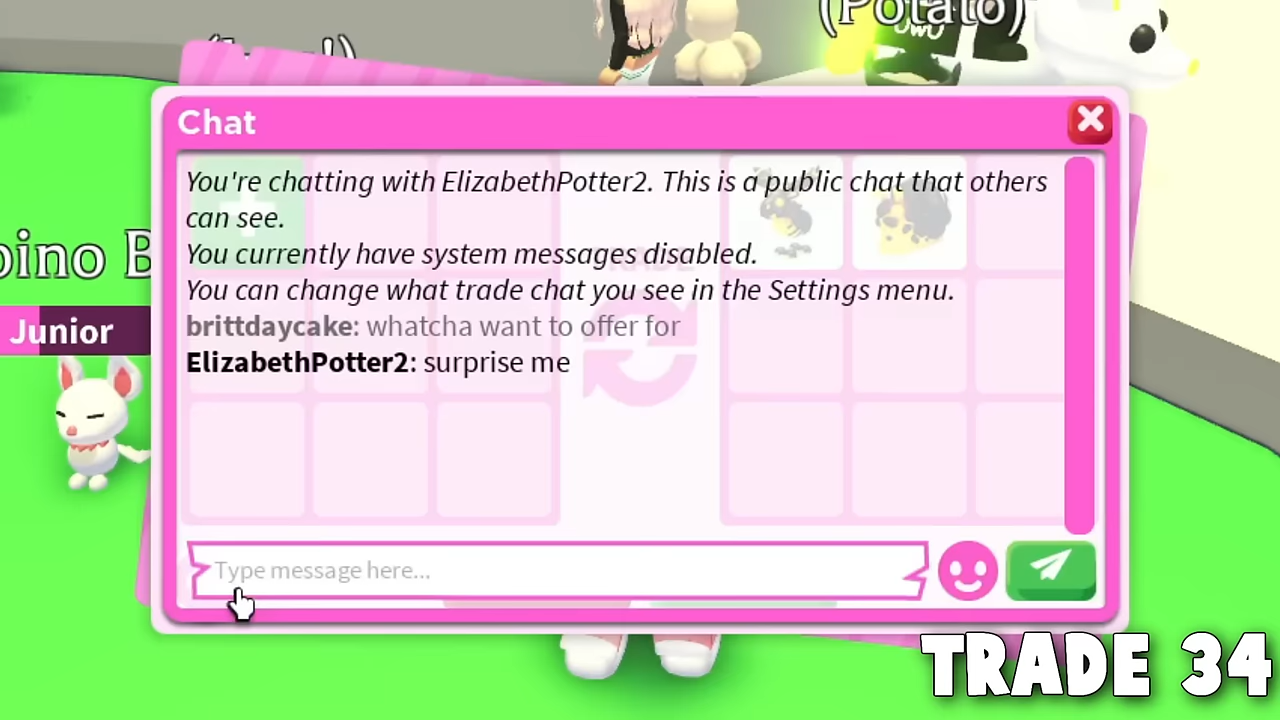 (Potato)
UWU
Chat
You're chatting with ElizabethPotter2. This is a public chat that others
can see.
You currently have system messages disabled.
You can change what trade chat you see in the Settings menu.
brittdaycake: whatcha want to offer for
ElizabethPotter2: surprise me
TRADE
Junior
Type message here...
TRADE 34